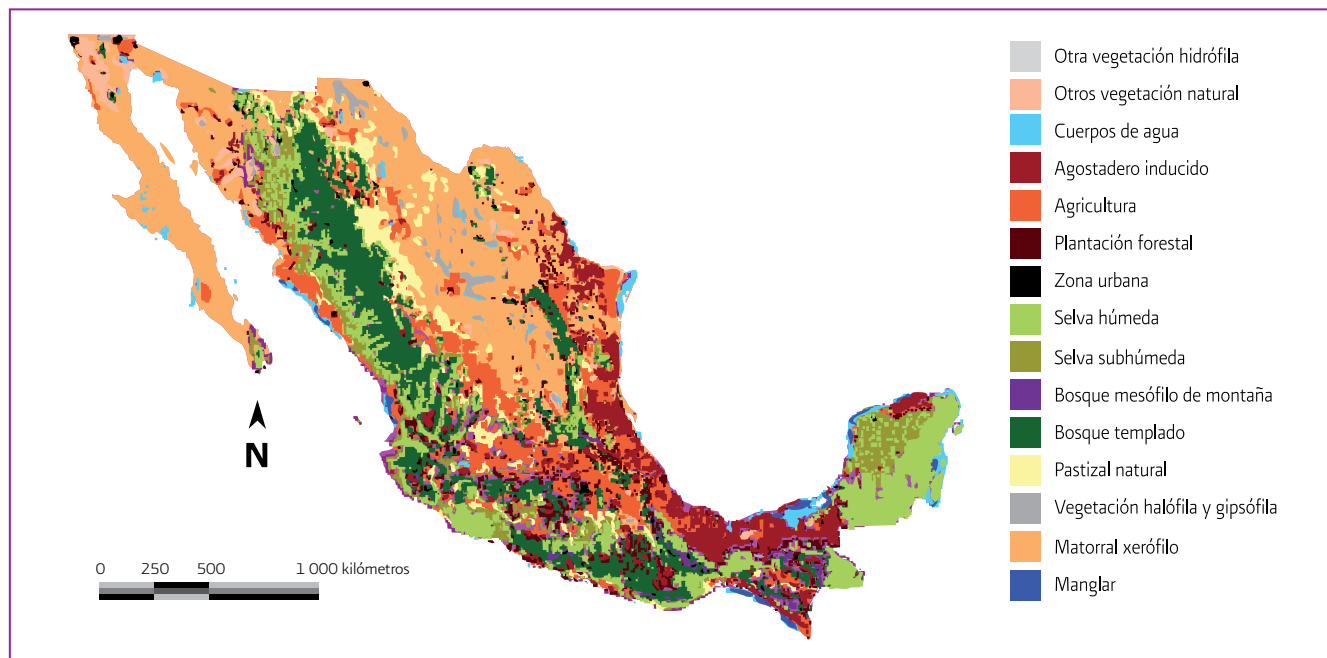 Otra vegetación hidrófila
Otros vegetación natural
Cuerpos de agua
Agostadero inducido
Agricultura
Plantación forestal
Zona urbana
Selva húmeda
Selva subhúmeda
Bosque mesófilo de montaña
Bosque templado
Pastizal natural
Vegetación halófila y gipsófila
Matorral xerófilo
Manglar
N
0 250 500 1 000 kilómetros